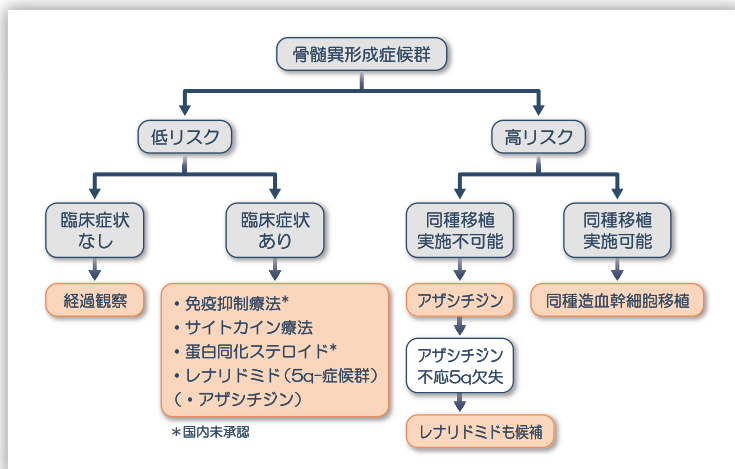 骨髄異形成症候群
低リスク
高リスク
臨床症状
なし
臨床症状
あり
同種移植
実施不可能
同種移植
実施可能
経過観察
・免疫抑制療法*
・サイトカイン療法
・蛋白同化ステロイド*
・レナリドミド(5q-症候群)
(・アザシチジン)
*国内未承認
アザシチジン
同種造血幹細胞移植
アザシチジン
不応5q欠失
レナリドミドも候補